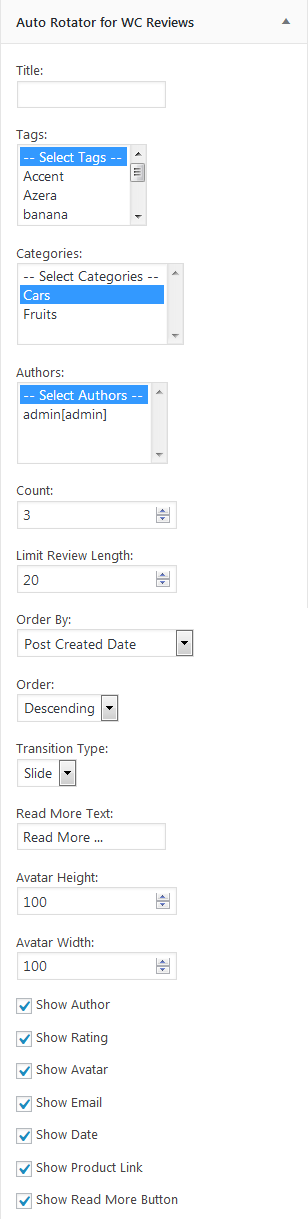 Auto Rotator for WC Reviews
Title:
Tags:
-- Select Tags --
Accent
Azera
banana
Categories:
-- Select Categories --
Cars
Fruits
Authors:
-- Select Authors --
admin[admin]
Count:
3
Limit Review Length:
20
Order By:
Post Created Date
Order:
Descending
Transition Type:
Slide
Read More Text:
Read More ...
Avatar Height:
100
Avatar Width:
100
Show Author
Show Rating
Show Avatar
Show Email
Show Date
Show Product Link
Show Read More Button